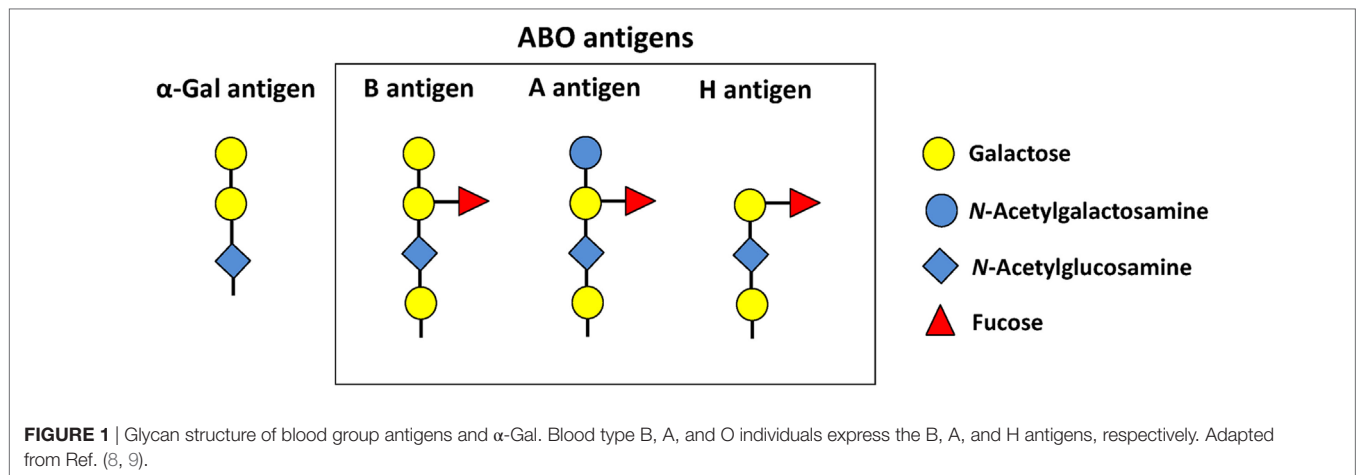 ABO antigens
α-Gal antigen
B antigen
A antigen
H antigen
Galactose
N-Acetylgalactosamine
N-Acetylglucosamine
Fucose
FIGURE 1 | Glycan structure of blood group antigens and α-Gal. Blood type B, A, and O individuals express the B, A, and H antigens, respectively. Adapted
from Ref. (8, 9).